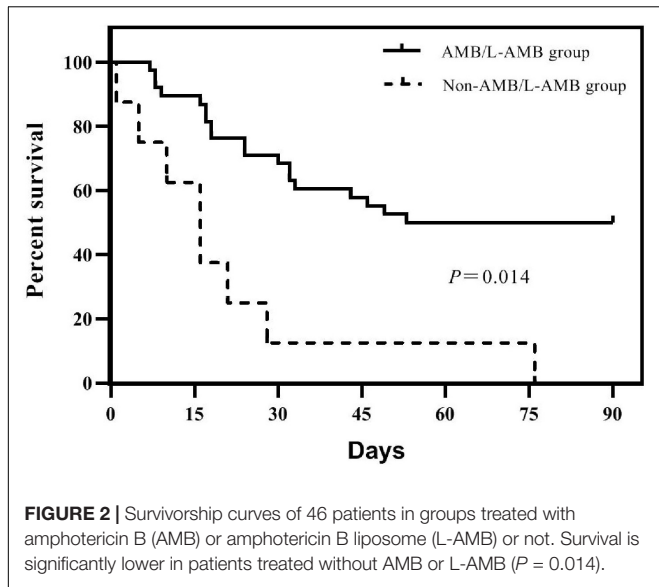 AMB/L-AMB group
Non-AMB/L-AMB group
100
80
60
40
20
0
Percent survival
P=0.014
0 15 30 45 60 75 90
Days
FIGURE 2 | Survivorship curves of 46 patients in groups treated with
amphotericin B (AMB) or amphotericin B liposome (L-AMB) or not. Survival is
significantly lower in patients treated without AMB or L-AMB (P = 0.014).